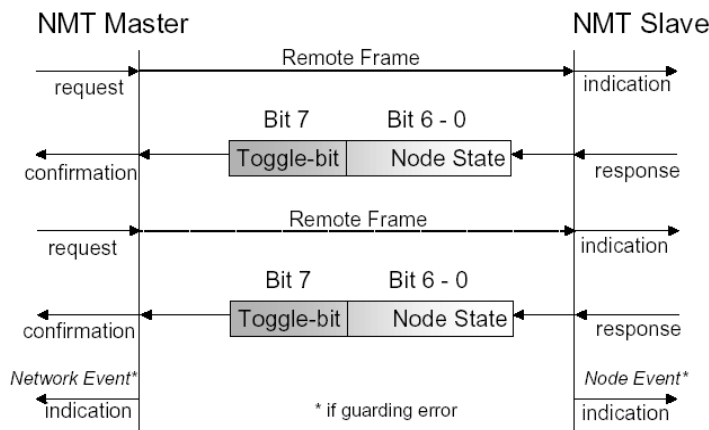 NMT Master NMT Slave
Remote Frame
request indication
Bit 7 Bit 6 - 0
Toggle-bit Node State
confirmation response
Remote Frame
request indication
Bit 7 Bit 6 - 0
Toggle-bit Node State
confirmation response
Network Event* Node Event*
indication * if guarding error indication